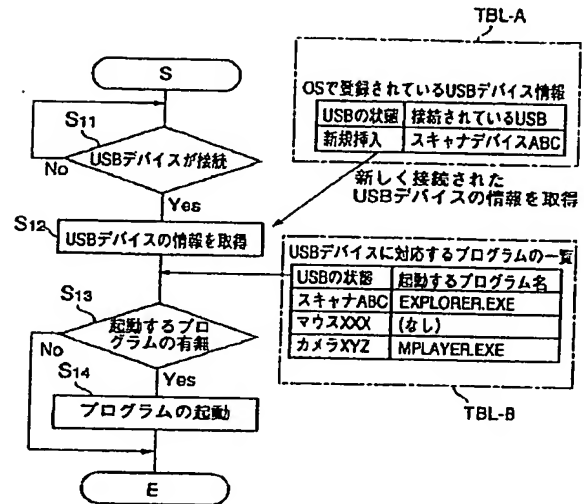 TBL-A
S
OSで登録されているUSBデバイス情報
USBの状態 接続されているUSB
新規挿入 スキャナデバイスABC
S11
USBデバイスが接続
No
Yes
新しく接続された
USBデバイスの情報を取得
S12
USBデバイスの情報を取得
USBデバイスに対応するプログラムの一覧
USBの状態 起動するプログラム名
スキャナABC EXPLORER.EXE
マウスXXX (なし)
カメラXYZ MPLAYER.EXE
S13
起動するプロ
グラムの有無
No
Yes
S14
プログラムの起動
TBL-B
E